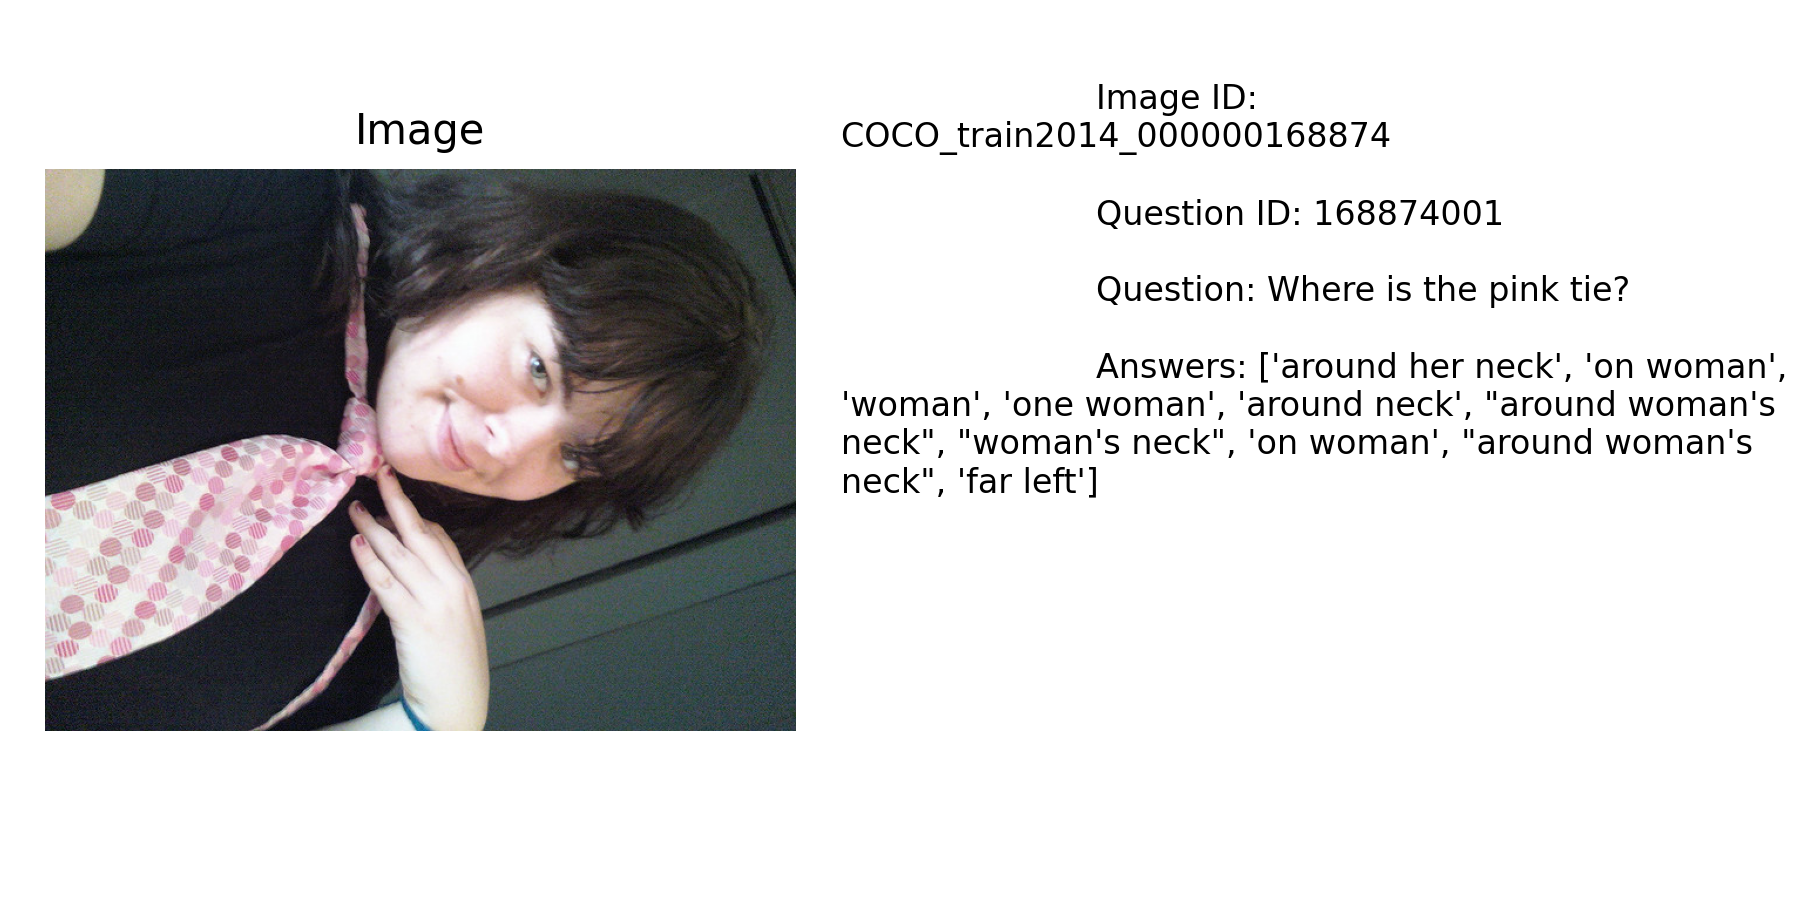 Image
Image ID:
COCO_train2014_000000168874
Question ID: 168874001
Question: Where is the pink tie?
Answers: ['around her neck', 'on woman',
'woman', 'one woman', 'around neck', "around woman's
neck", "woman's neck", 'on woman', "around woman's
neck", 'far left']